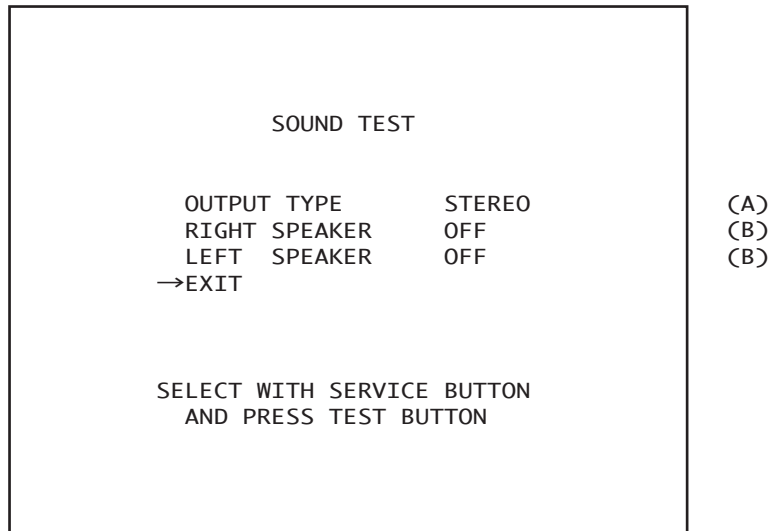 SOUND TEST
OUTPUT TYPE STEREO (A)
RIGHT SPEAKER OFF (B)
LEFT SPEAKER OFF (B)
→EXIT
SELECT WITH SERVICE BUTTON
AND PRESS TEST BUTTON